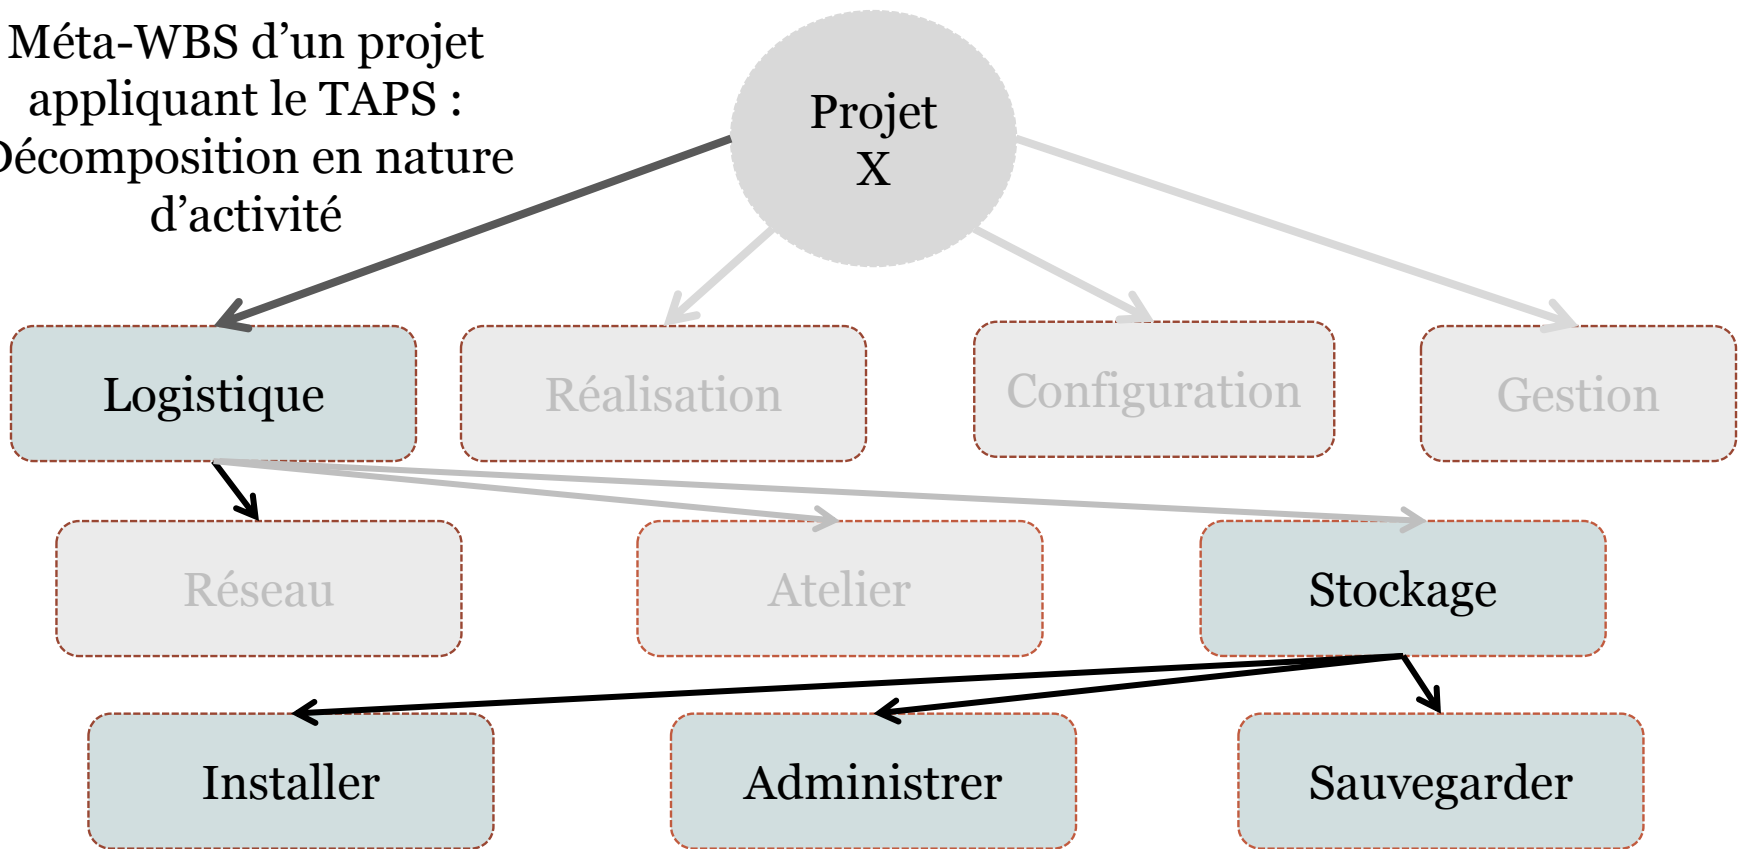 Méta-WBS d’un projet
appliquant le TAPS :
Décomposition en nature
d’activité
Projet
X
Logistique
Réalisation
Configuration
Gestion
Réseau
Atelier
Stockage
Installer
Administrer
Sauvegarder